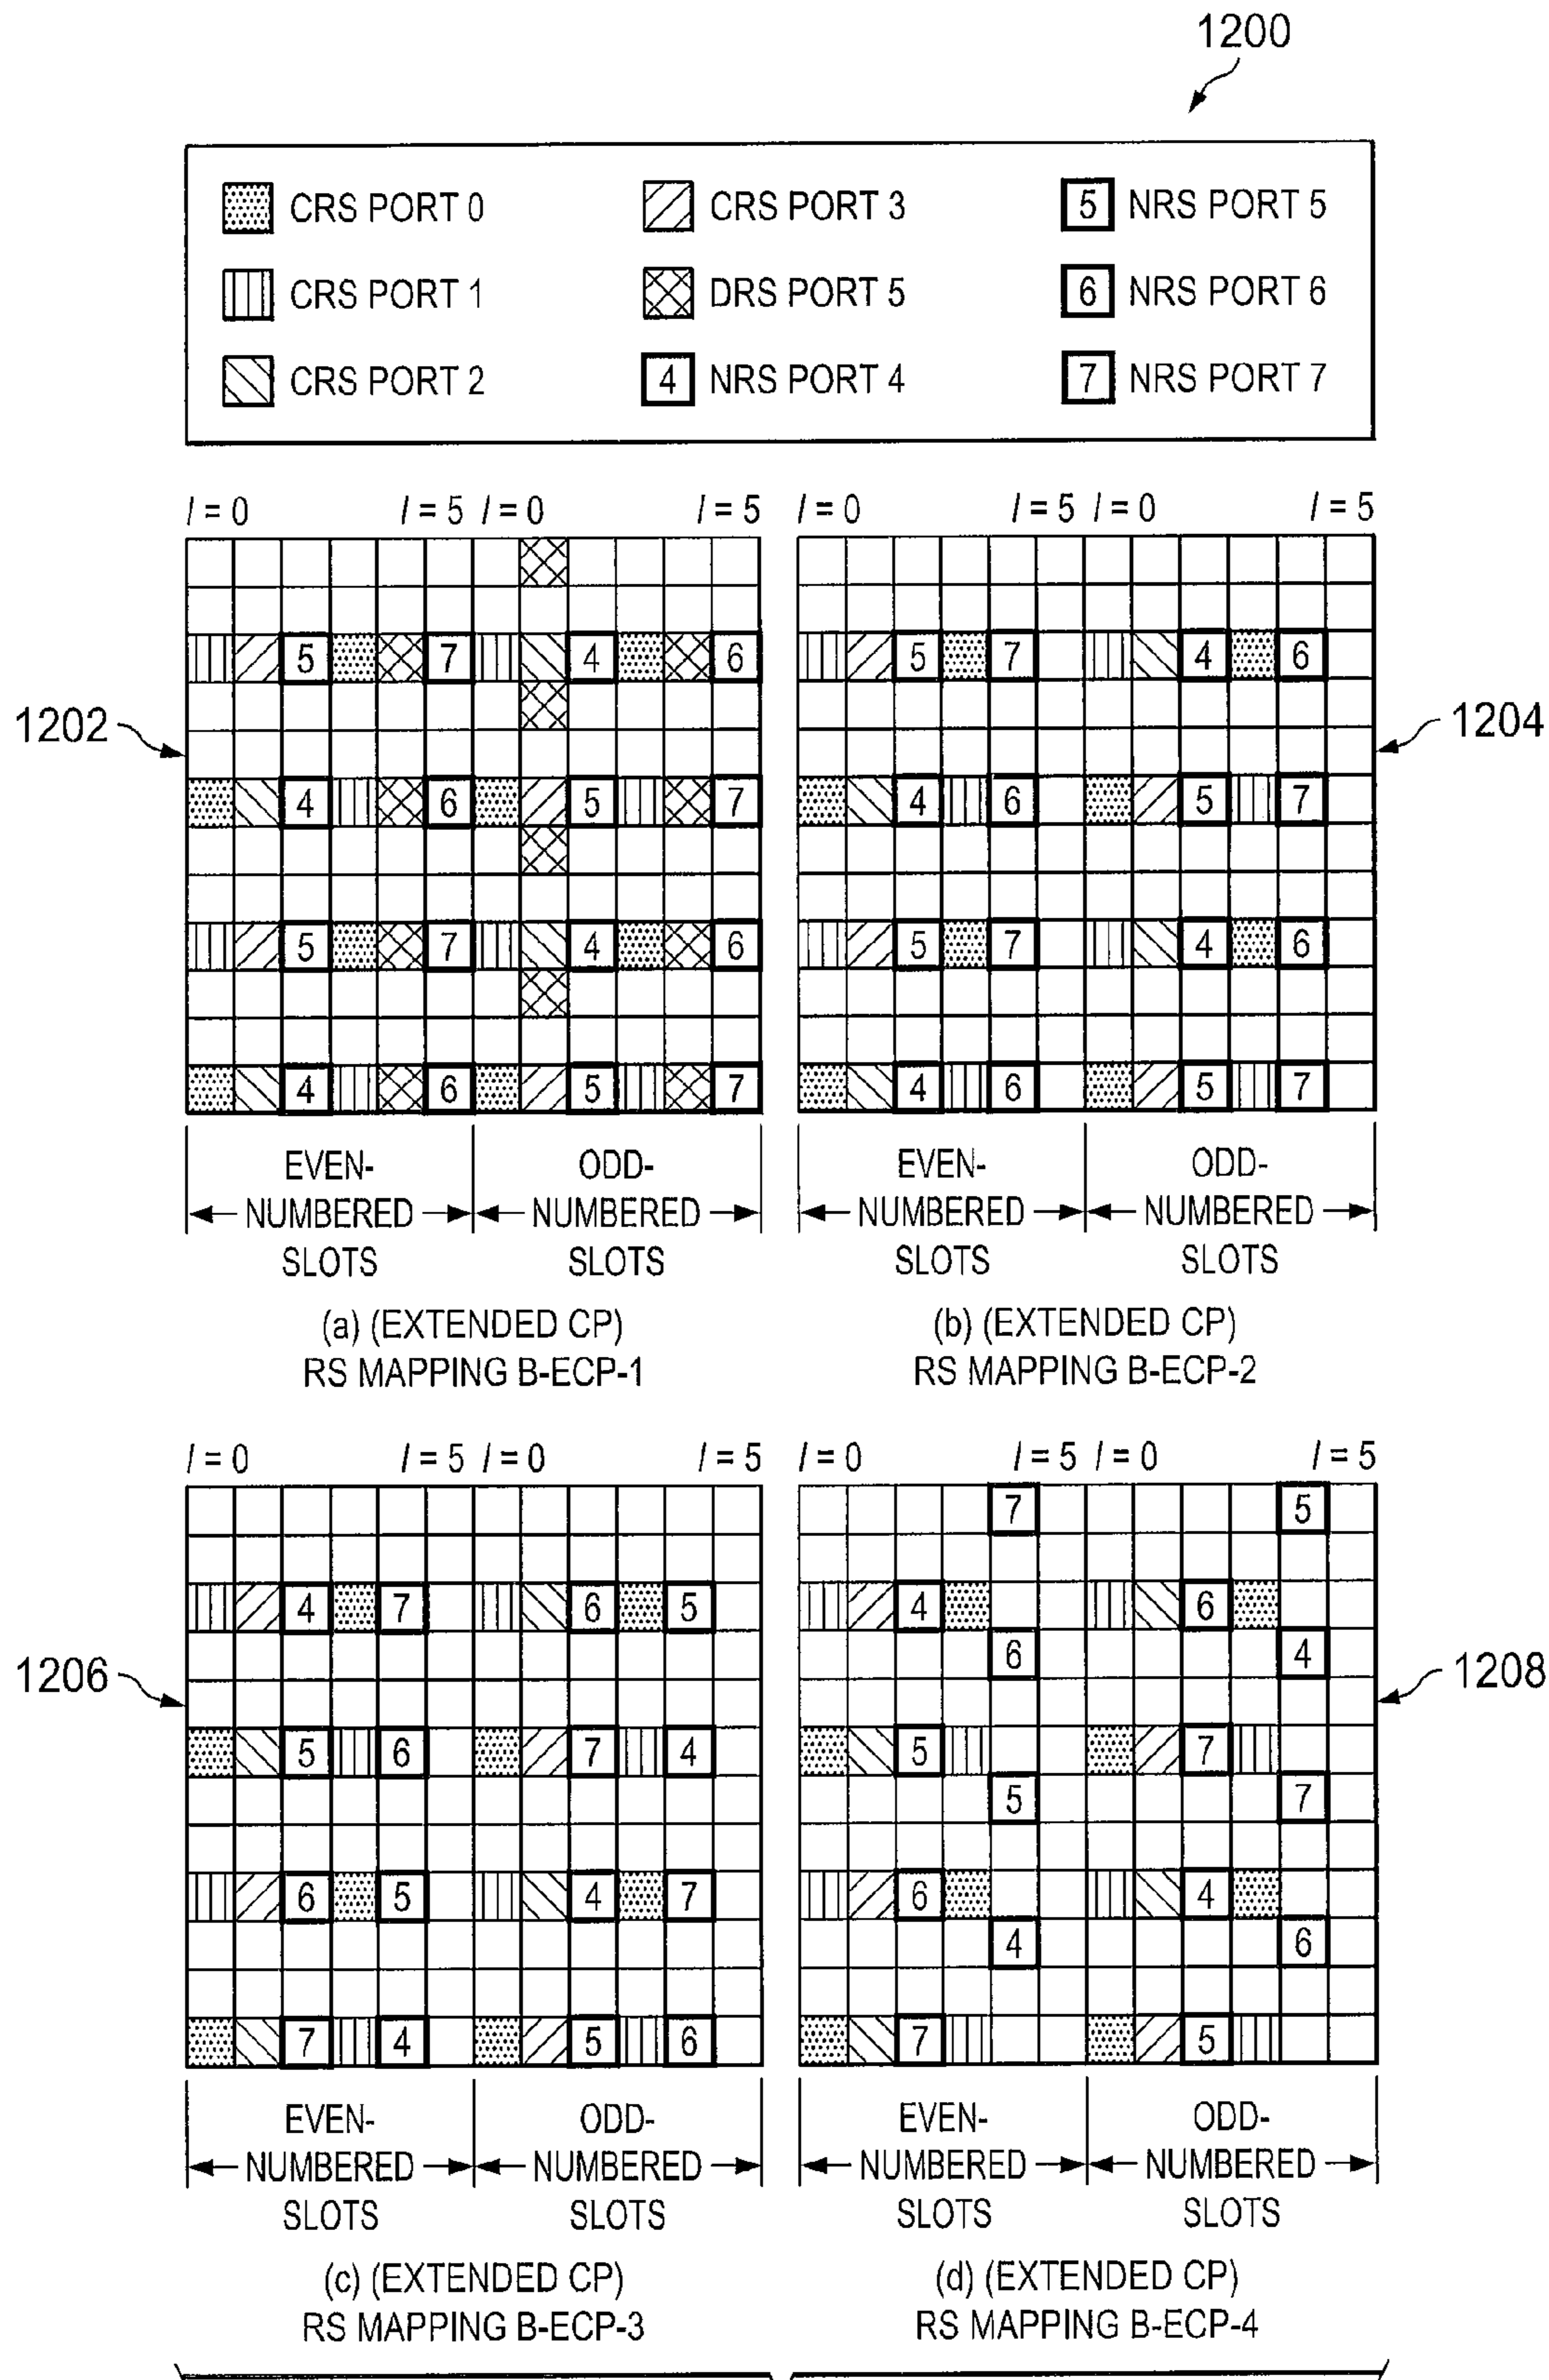 1200
CRS PORT 0 CRS PORT 3 5 NRS PORT 5
CRS PORT 1 DRS PORT 5 6 NRS PORT 6
CRS PORT 2 4 NRS PORT 4 7 NRS PORT 7
l = 0 l = 5 l = 0 l = 5 l = 0 l = 5 l = 0 l = 5
5 7 4 6 5 7 4 6
1202 1204
4 6 5 7 4 6 5 7
5 7 4 6 5 7 4 6
4 6 5 7 4 6 5 7
EVEN- ODD- EVEN- ODD-
NUMBERED NUMBERED NUMBERED NUMBERED
SLOTS SLOTS SLOTS SLOTS
(a) (EXTENDED CP) (b) (EXTENDED CP)
RS MAPPING B-ECP-1 RS MAPPING B-ECP-2
l = 0 l = 5 l = 0 l = 5 l = 0 l = 5 l = 0 l = 5
7 5
4 7 6 5 4 6
6 4
1206 1208
5 6 7 4 5 7
5 7
6 5 4 7 6 4
4 6
7 4 5 6 7 5
EVEN- ODD- EVEN- ODD-
NUMBERED NUMBERED NUMBERED NUMBERED
SLOTS SLOTS SLOTS SLOTS
(c) (EXTENDED CP) (d) (EXTENDED CP)
RS MAPPING B-ECP-3 RS MAPPING B-ECP-4